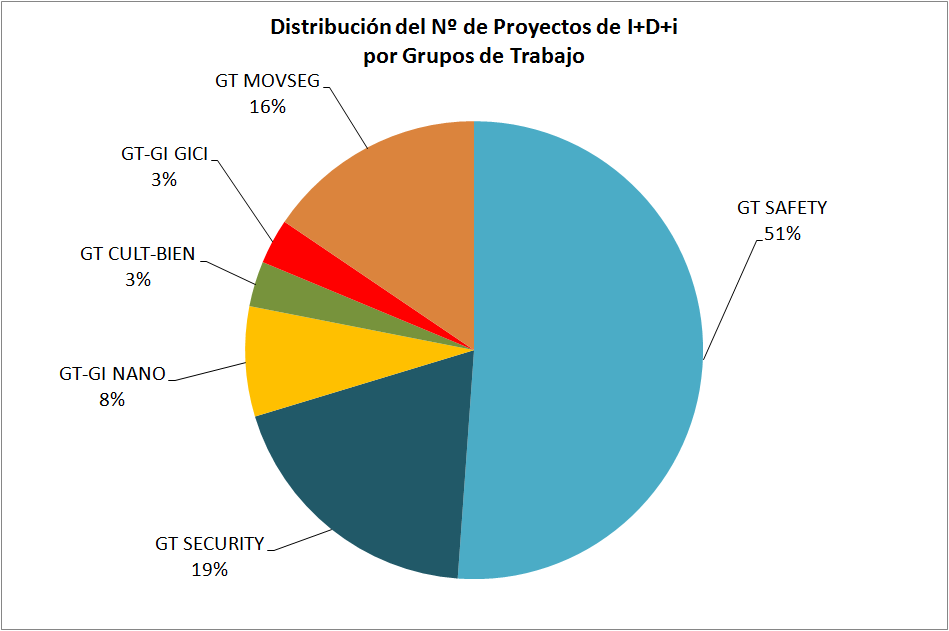 Distribución del Nº de Proyectos de I+D+i
por Grupos de Trabajo
GT MOVSEG
16%
GT-GI GICI
3%
GT CULT-BIEN
3%
GT-GI NANO
8%
GT SECURITY
19%
GT SAFETY
51%